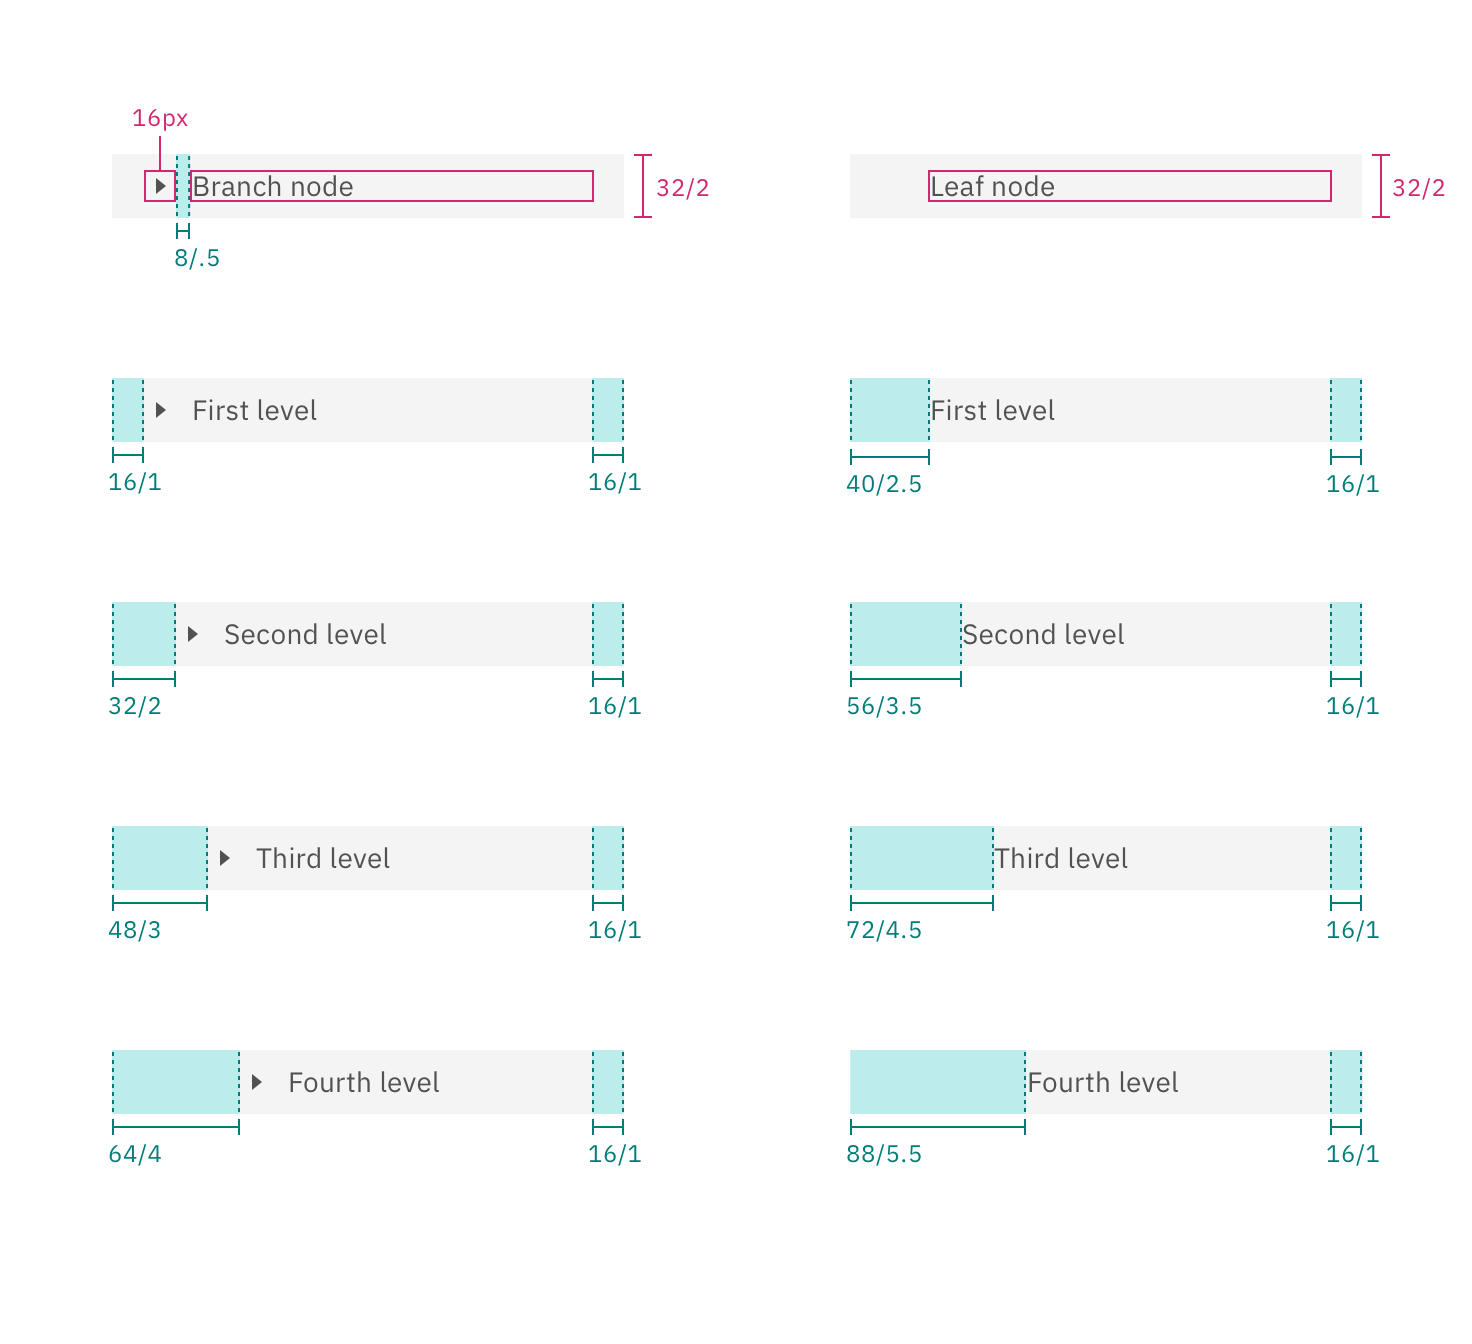 16px
Branch node
32/2
8/.5
Leaf node
32/2
First level
16/1
16/1
First level
40/2.5
16/1
Second level
32/2
16/1
Second level
56/3.5
16/1
Third level
48/3
16/1
Third level
72/4.5
16/1
Fourth level
64/4
16/1
Fourth level
88/5.5
16/1